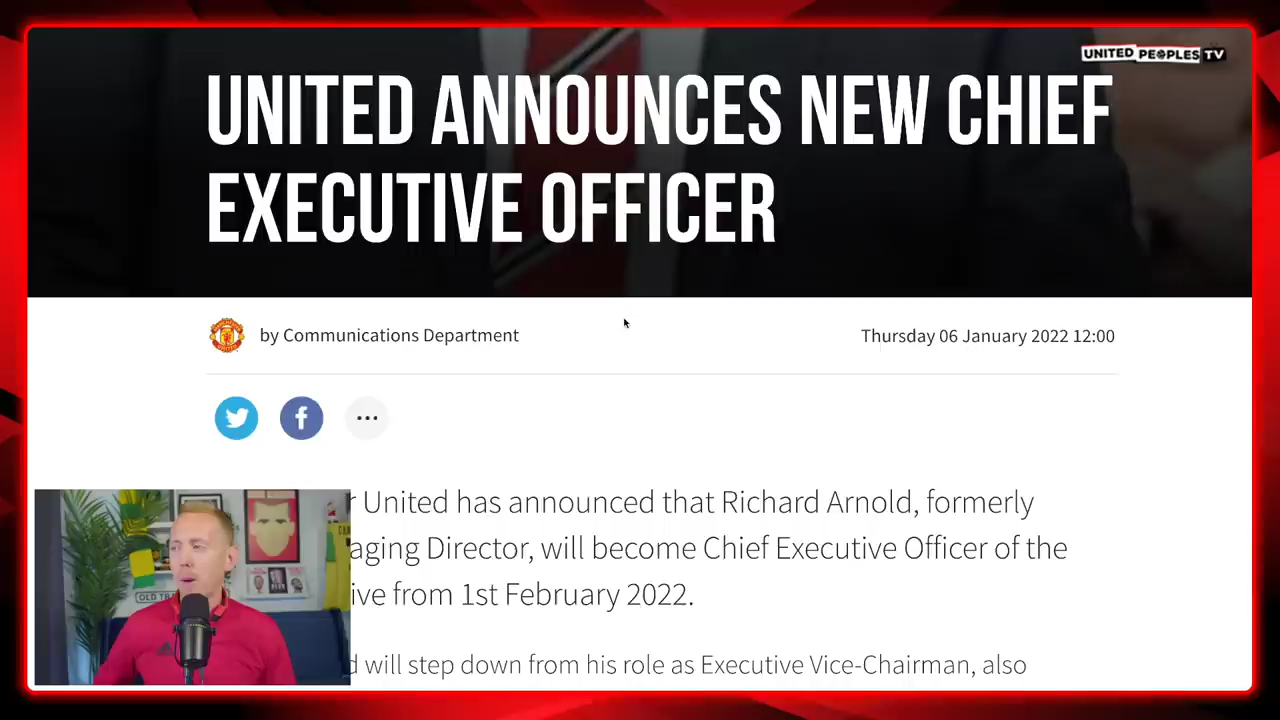 UNITED PEOPLES TV
UNITED ANNOUNCES NEW CHIEF
EXECUTIVE OFFICER
by Communications Department
Thursday 06 January 2022 12:00
r United has announced that Richard Arnold, formerly
aging Director, will become Chief Executive Officer of the
ive from 1st February 2022.
d will step down from his role as Executive Vice-Chairman, also
OLD TR